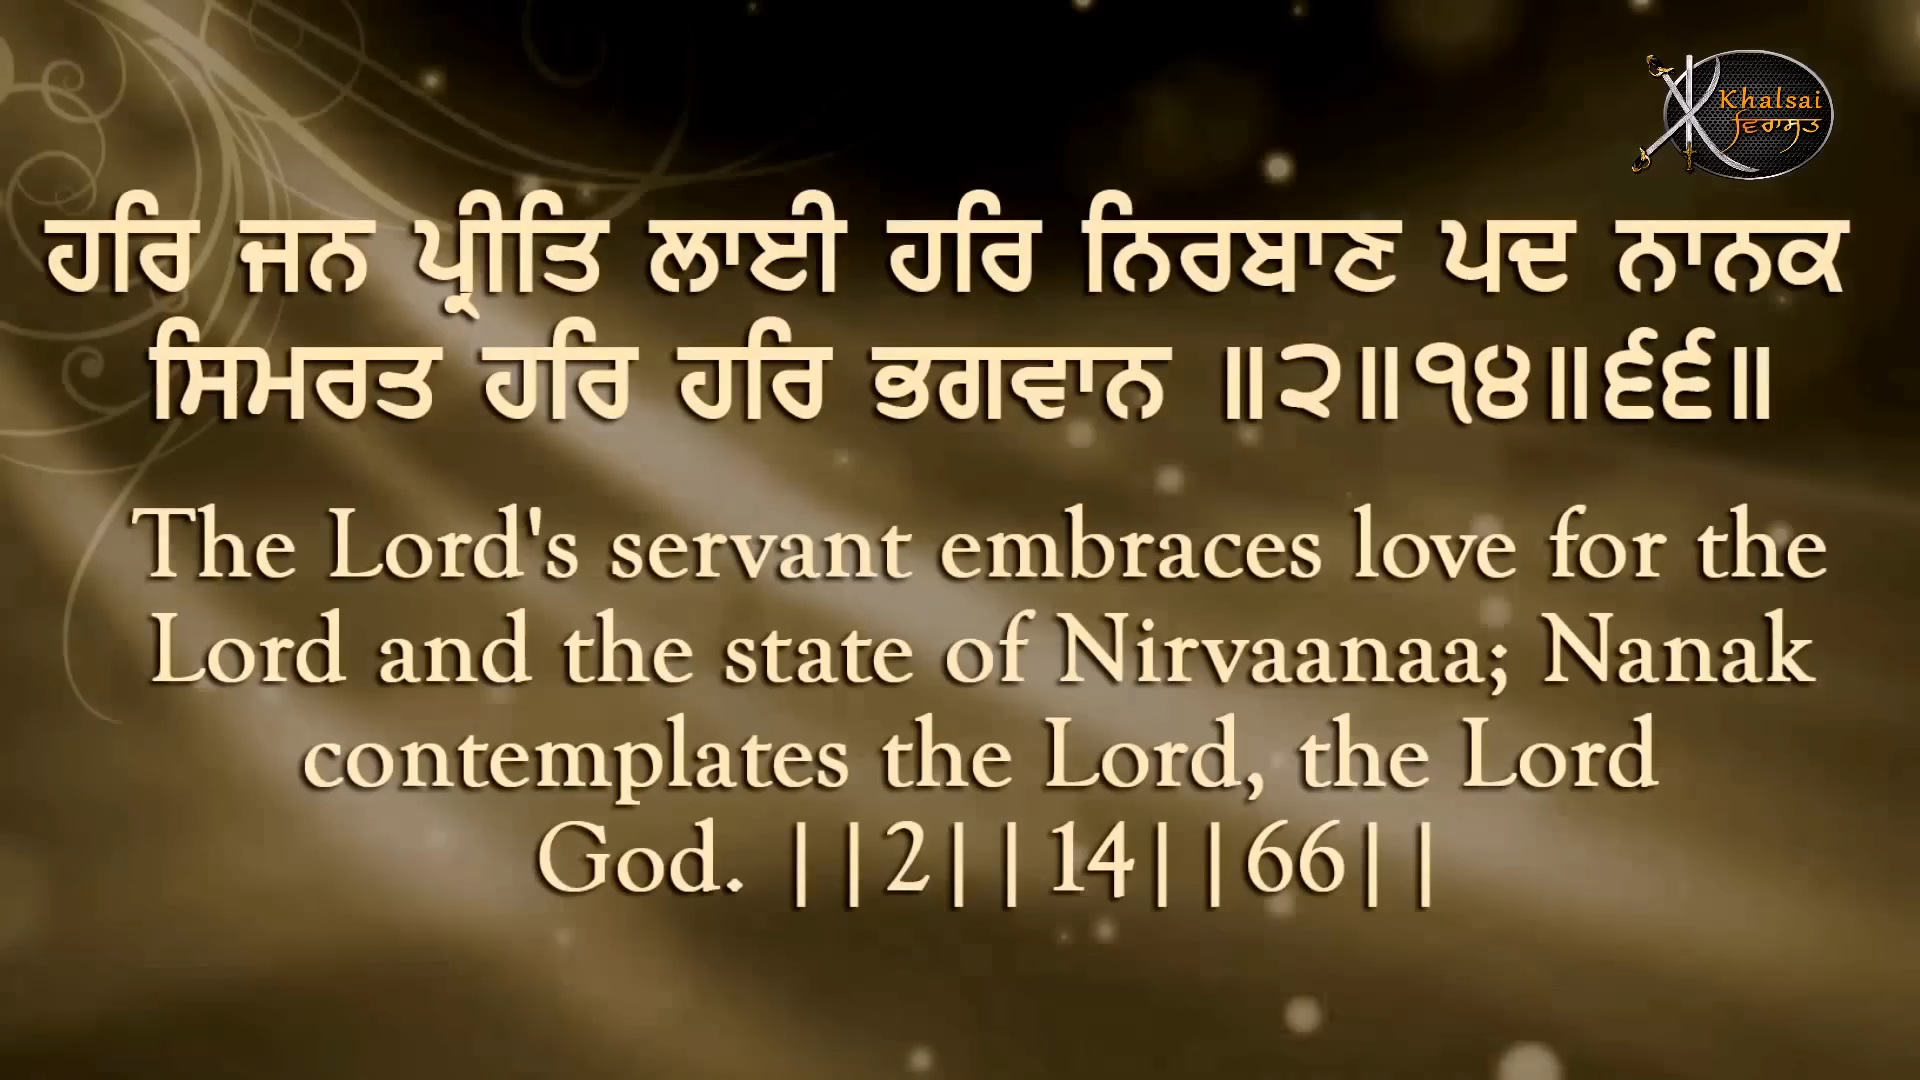 Khalsai
ਵਿਰਾਸਤ
ਹਰਿ ਜਨ ਪ੍ਰੀਤਿ ਲਾਈ ਹਰਿ ਨਿਰਬਾਣ ਪਦ ਨਾਨਕ
ਸਿਮਰਤ ਹਰਿ ਹਰਿ ਭਗਵਾਨ ॥੨॥੧੪॥੬੬॥
The Lord's servant embraces love for the
Lord and the state of Nirvaanaa; Nanak
contemplates the Lord, the Lord
God. ||2||14||66||